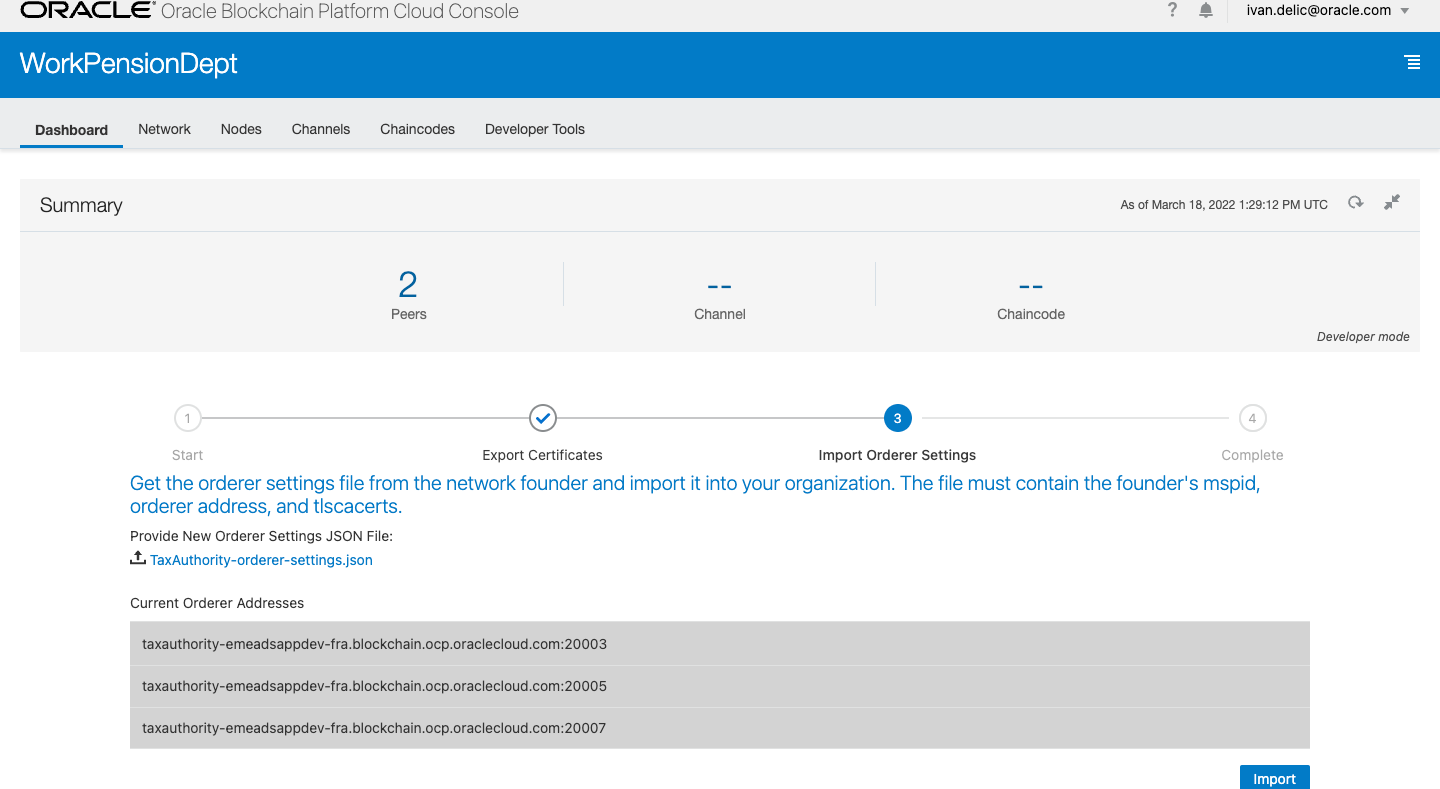 ORACLE® Oracle Blockchain Platform Cloud Console
? ivan.delic@oracle.com
WorkPensionDept
Dashboard Network Nodes Channels Chaincodes Developer Tools
Summary
As of March 18, 2022 1:29:12 PM UTC
2 -- --
Peers Channel Chaincode
Developer mode
1 3 4
Start Export Certificates Import Orderer Settings Complete
Get the orderer settings file from the network founder and import it into your organization. The file must contain the founder's mspid,
orderer address, and tlscacerts.
Provide New Orderer Settings JSON File:
TaxAuthority-orderer-settings.json
Current Orderer Addresses
taxauthority-emeadsappdev-fra.blockchain.ocp.oraclecloud.com:20003
taxauthority-emeadsappdev-fra.blockchain.ocp.oraclecloud.com:20005
taxauthority-emeadsappdev-fra.blockchain.ocp.oraclecloud.com:20007
Import